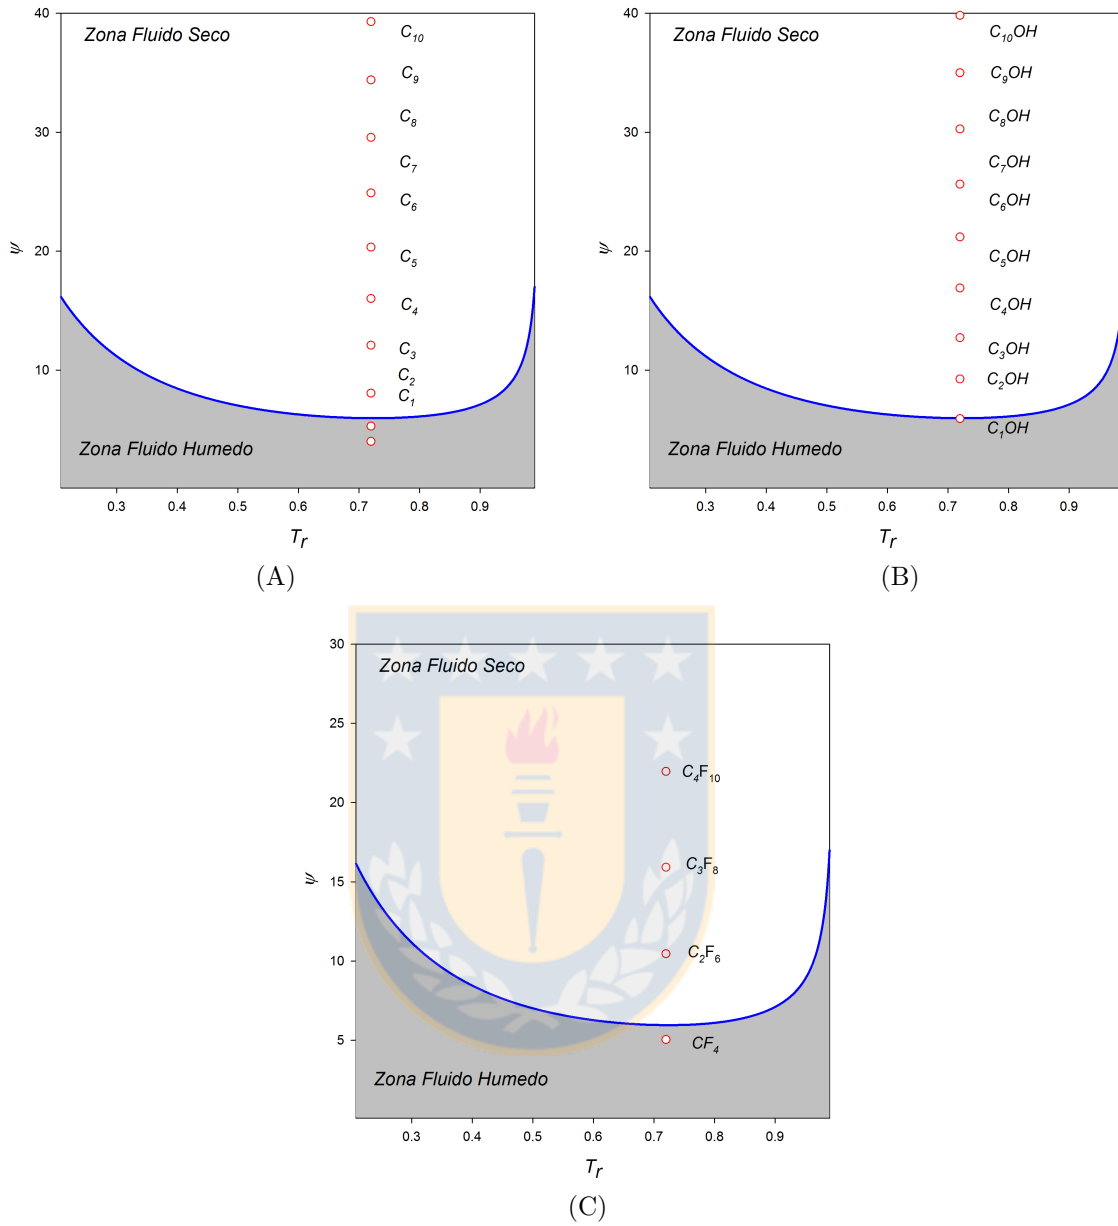 40
30
20
10
ψ
Zona Fluido Seco
C10
C9
C8
C7
C6
C5
C4
C3
C2
C1
Zona Fluido Humedo
0.3 0.4 0.5 0.6 0.7 0.8 0.9
Tr
(A)
40
30
20
10
ψ
Zona Fluido Seco
C10OH
C9OH
C8OH
C7OH
C6OH
C5OH
C4OH
C3OH
C2OH
C1OH
Zona Fluido Humedo
0.3 0.4 0.5 0.6 0.7 0.8 0.9
Tr
(B)
30
25
20
15
10
5
ψ
Zona Fluido Seco
C4F10
C3F8
C2F6
CF4
Zona Fluido Humedo
0.3 0.4 0.5 0.6 0.7 0.8 0.9
Tr
(C)